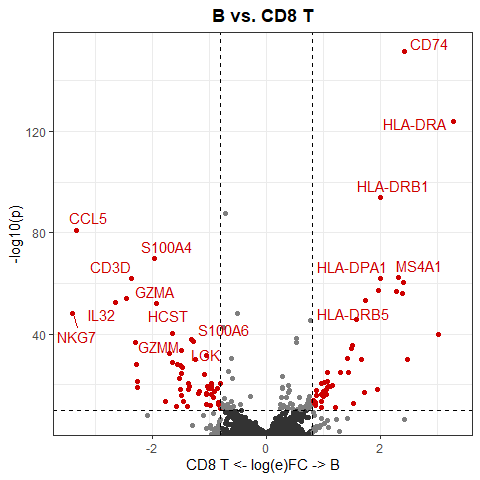 B vs. CD8 T
CD74
HLA-DRA
HLA-DRB1
CCL5
S100A4
CD3D
GZMA
HLA-DPA1
MS4A1
IL32
HCST
HLA-DRB5
NKG7
S100A6
GZMM
LCK
-log10(p)
160
120
80
40
-2
0
2
CD8 T <- log(e)FC -> B